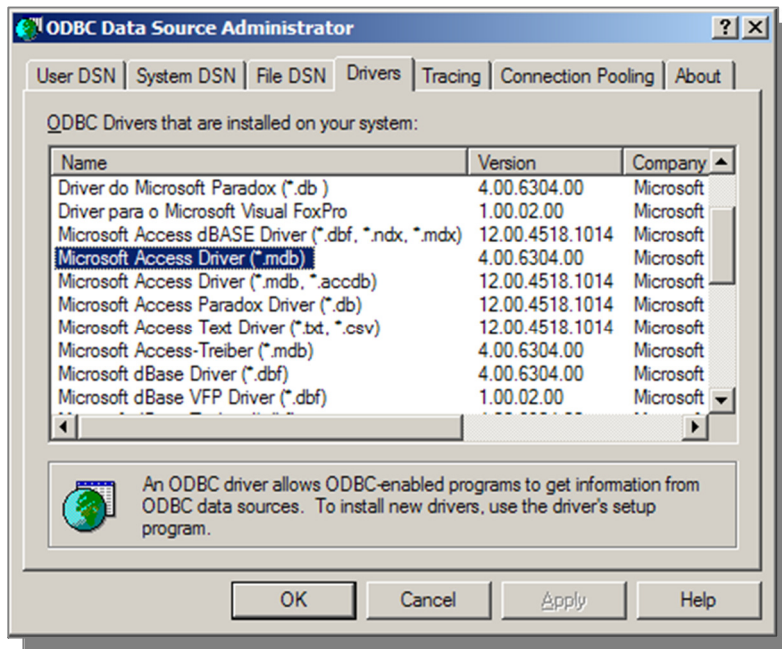 ODBC Data Source Administrator
User DSN System DSN File DSN Drivers Tracing Connection Pooling About
ODBC Drivers that are installed on your system:
Name Version Company
Driver do Microsoft Paradox (*.db ) 4.00.6304.00 Microsoft
Driver para o Microsoft Visual FoxPro 1.00.02.00 Microsoft
Microsoft Access dBASE Driver (*.dbf, *.ndx, *.mdx) 12.00.4518.1014 Microsoft
Microsoft Access Driver (*.mdb) 4.00.6304.00 Microsoft
Microsoft Access Driver (*.mdb, *.accdb) 12.00.4518.1014 Microsoft
Microsoft Access Paradox Driver (*.db) 12.00.4518.1014 Microsoft
Microsoft Access Text Driver (*.txt, *.csv) 12.00.4518.1014 Microsoft
Microsoft Access-Treiber (*.mdb) 4.00.6304.00 Microsoft
Microsoft dBase Driver (*.dbf) 4.00.6304.00 Microsoft
Microsoft dBase VFP Driver (*.dbf) 1.00.02.00 Microsoft
An ODBC driver allows ODBC-enabled programs to get information from
ODBC data sources. To install new drivers, use the driver's setup
program.
OK Cancel Apply Help